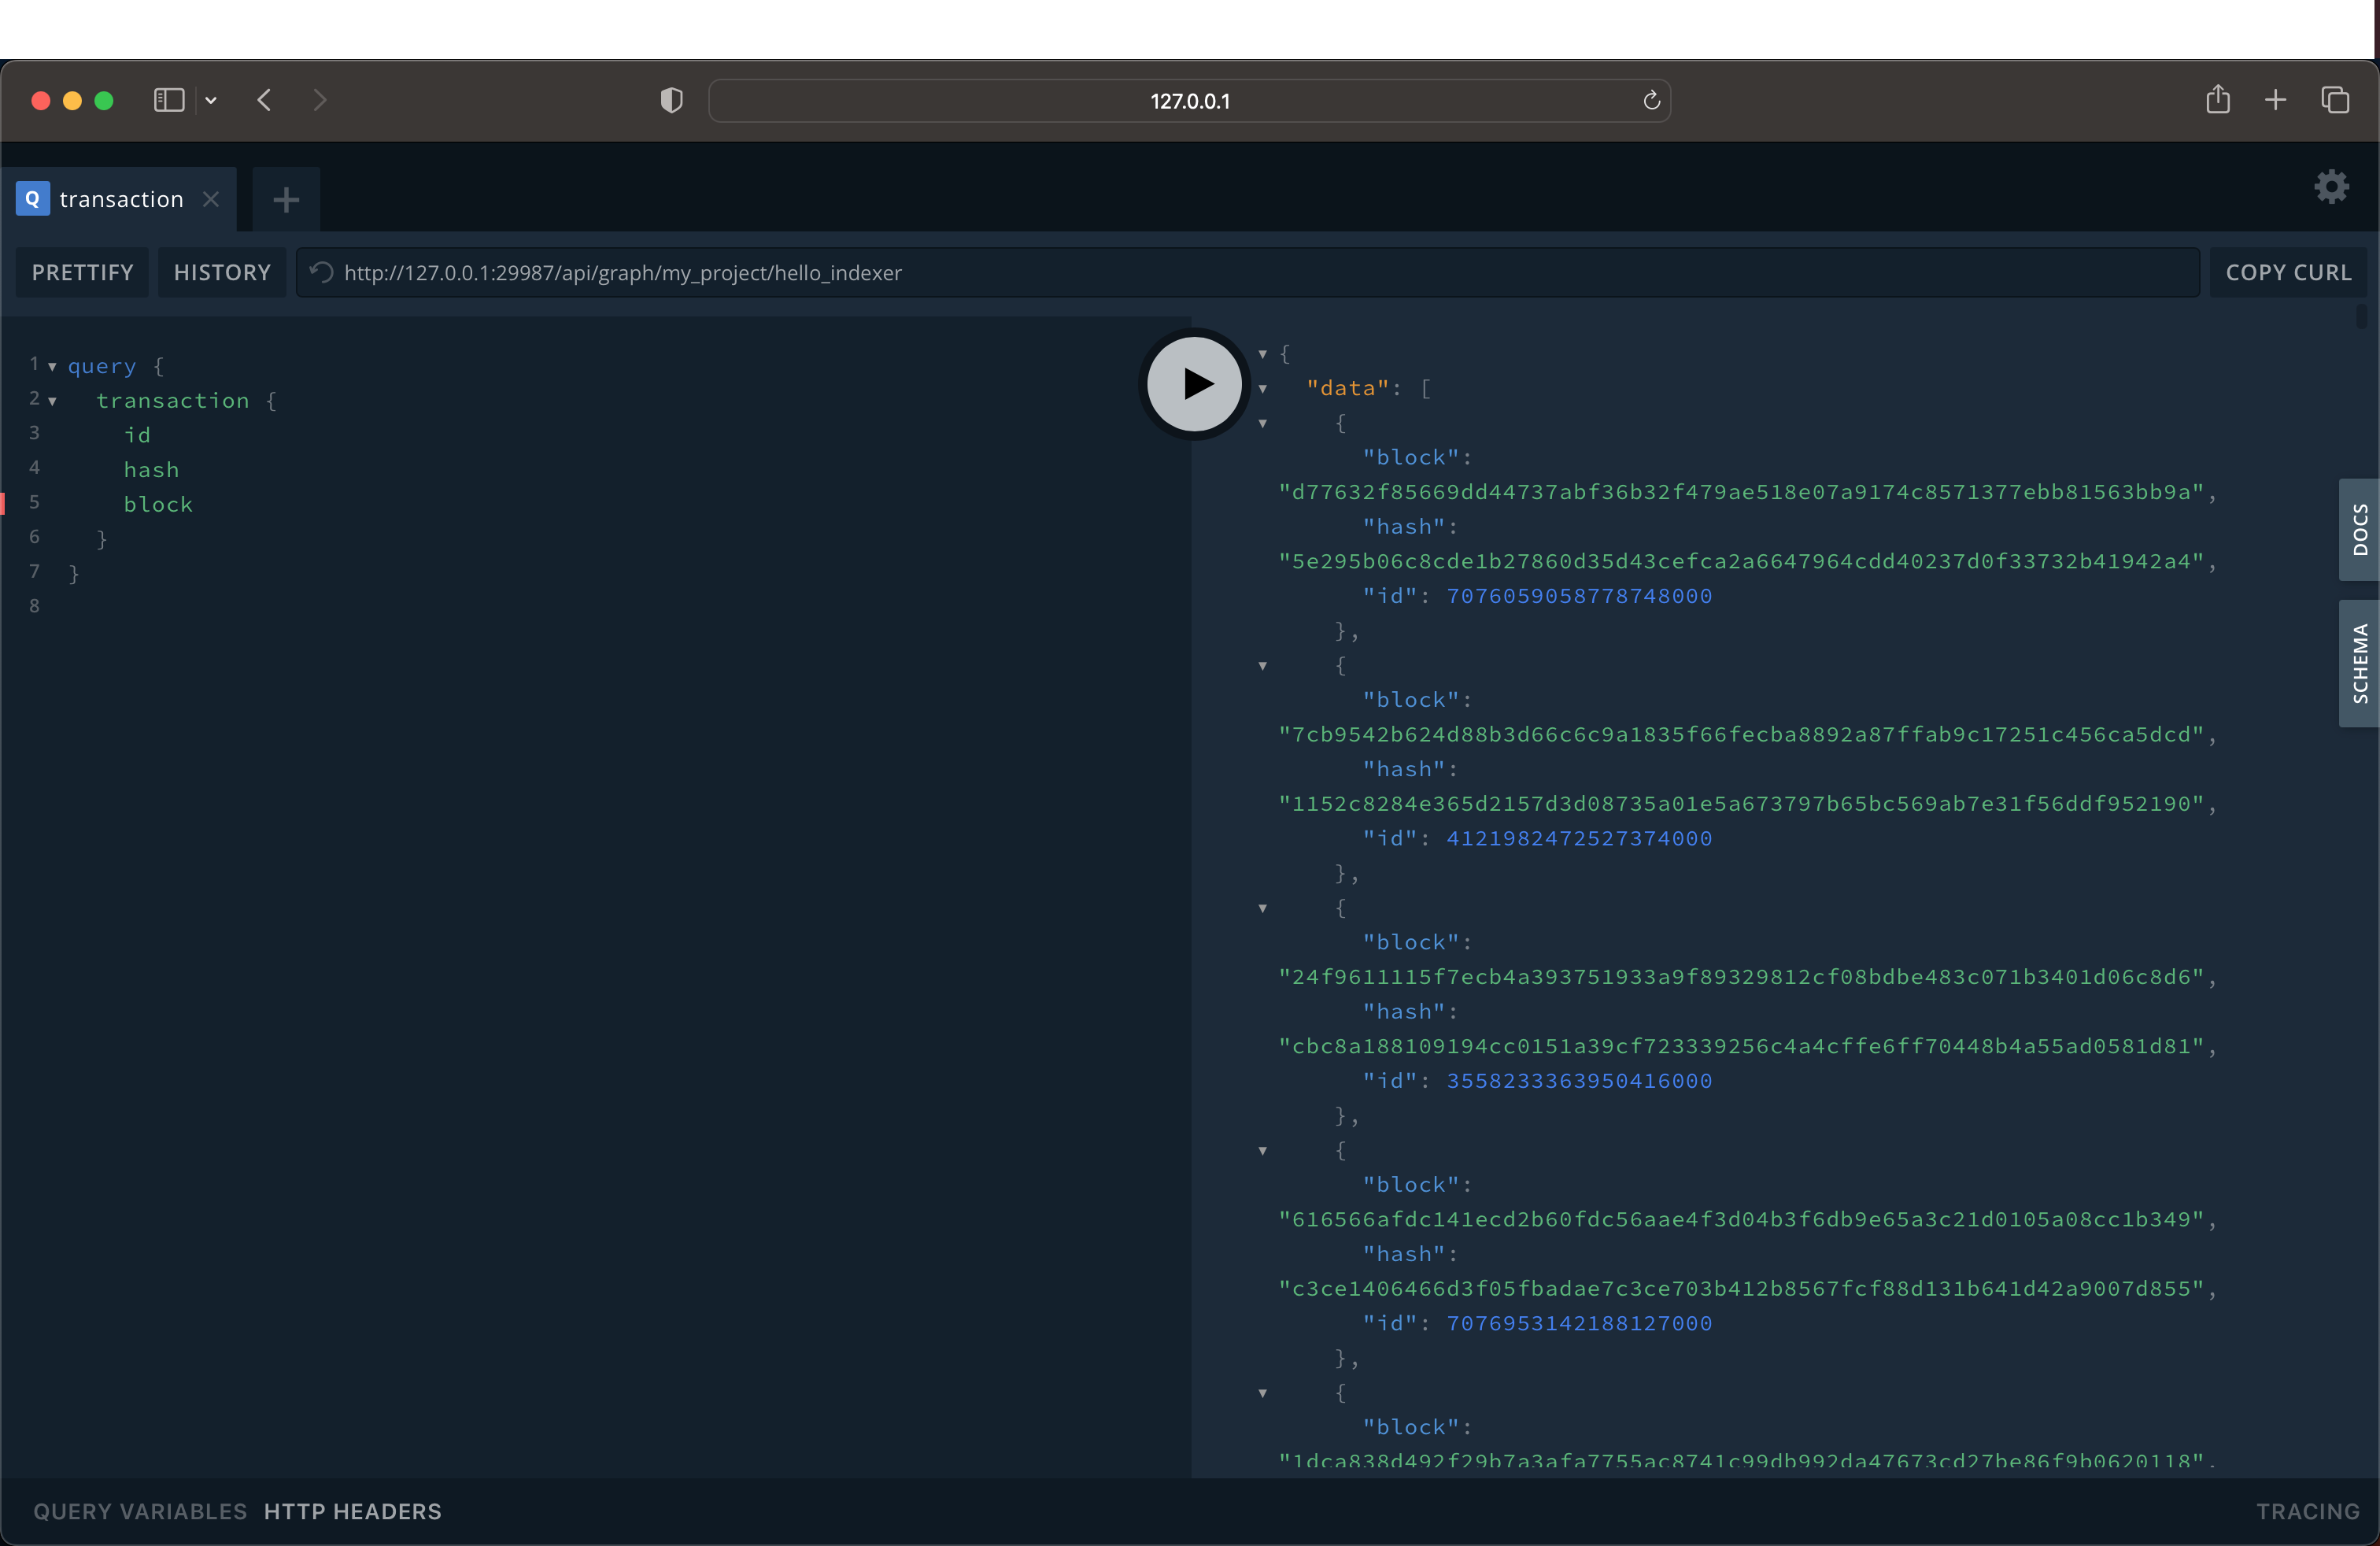 127.0.0.1
Q transaction
PRETTIFY HISTORY http://127.0.0.1:29987/api/graph/my_project/hello_indexer COPY CURL
1 query {
2 transaction {
3 id
4 hash
5 block
6 }
7 }
8
{
"data": [
{
"block":
"d77632f85669dd44737abf36b32f479ae518e07a9174c8571377ebb81563bb9a",
"hash":
"5e295b06c8cde1b27860d35d43cefca2a6647964cdd40237d0f33732b41942a4",
"id": 7076059058778748000
},
{
"block":
"7cb9542b624d88b3d66c6c9a1835f66fecba8892a87ffab9c17251c456ca5dcd",
"hash":
"1152c8284e365d2157d3d08735a01e5a673797b65bc569ab7e31f56ddf952190",
"id": 4121982472527374000
},
{
"block":
"24f9611115f7ecb4a393751933a9f89329812cf08bdbe483c071b3401d06c8d6",
"hash":
"cbc8a188109194cc0151a39cf723339256c4a4cffe6ff70448b4a55ad0581d81",
"id": 3558233363950416000
},
{
"block":
"616566afdc141ecd2b60fdc56aae4f3d04b3f6db9e65a3c21d0105a08cc1b349",
"hash":
"c3ce1406466d3f05fbadae7c3ce703b412b8567fcf88d131b641d42a9007d855",
"id": 7076953142188127000
},
{
"block":
"1dca838d492f29b7a3afa7755ac8741c99db992da47673cd27be86f9b0620118",
DOCS
SCHEMA
QUERY VARIABLES HTTP HEADERS TRACING